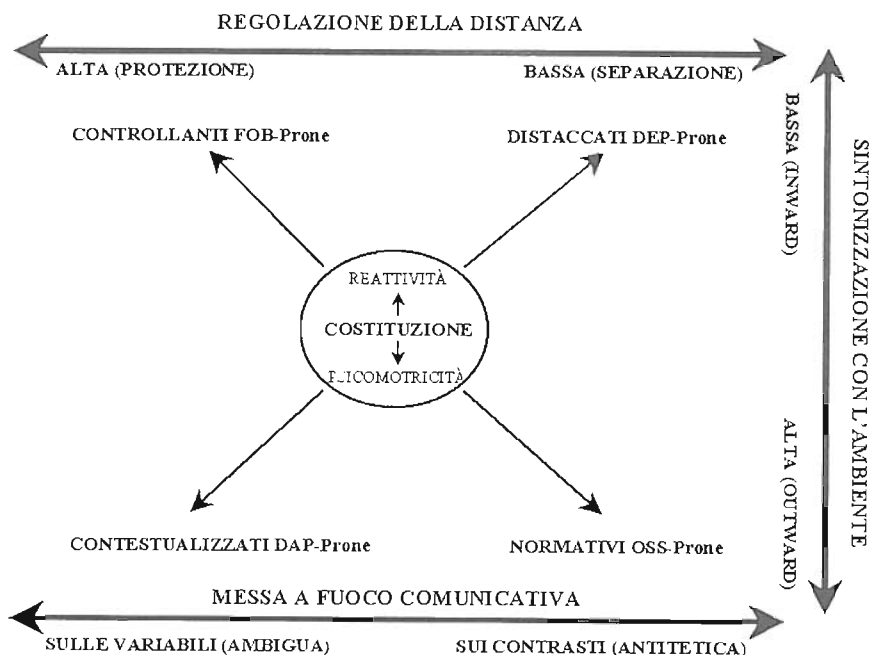 REGOLAZIONE DELLA DISTANZA
ALTA (PROTEZIONE)
BASSA (SEPARAZIONE)
CONTROLLANTI FOB-Prone
DISTACCATI DEP-Prone
BASSA (INWARD)
SINTONIZZAZIONE CON L'AMBIENTE
REATTIVITÀ
COSTITUZIONE
ALTA (OUTWARD)
CONTESTUALIZZATI DAP-Prone
NORMATIVI OSS-Prone
MESSA A FUOCO COMUNICATIVA
SULLE VARIABILI (AMBIGUA)
SUI CONTRASTI (ANTITETICA)